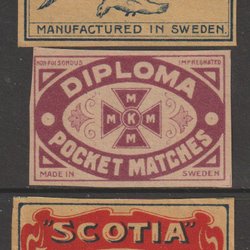 MANUFACTURED IN SWEDEN.
NON-POISONOUS IMPREGNATED
DIPLOMA
M
M K M
M
POCKET MATCHES
MADE IN SWEDEN
"SCOTIA"